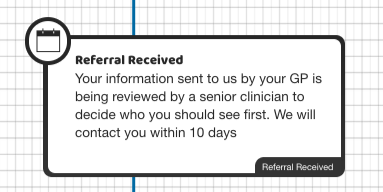 Referral Received
Your information sent to us by your GP is
being reviewed by a senior clinician to
decide who you should see first. We will
contact you within 10 days
Referral Received